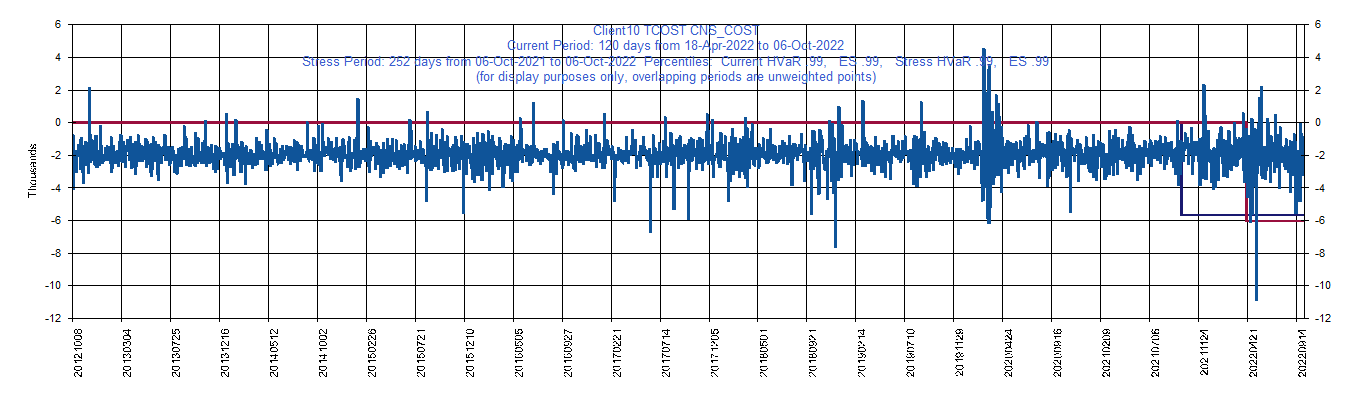 Client10 TCOST CNS_COST
Current Period: 120 days from 18-Apr-2022 to 06-Oct-2022
Stress Period: 252 days from 06-Oct-2021 to 06-Oct-2022 Percentiles: Current HVaR .99, ES .99, Stress HVaR .99, ES .99
(for display purposes only, overlapping periods are unweighted points)
6 6
4 4
2 2
0 0
-2 -2
-4 -4
-6 -6
-8 -8
-10 -10
-12 -12
Thousands
20121008 20130304 20130725 20131216 20140512 20141002 20150226 20150721 20151210 20160505 20160927 20170221 20170714 20171205 20180501 20180921 20190214 20190710 20191129 20200424 20200916 20210209 20210706 20211124 20220421 20220914